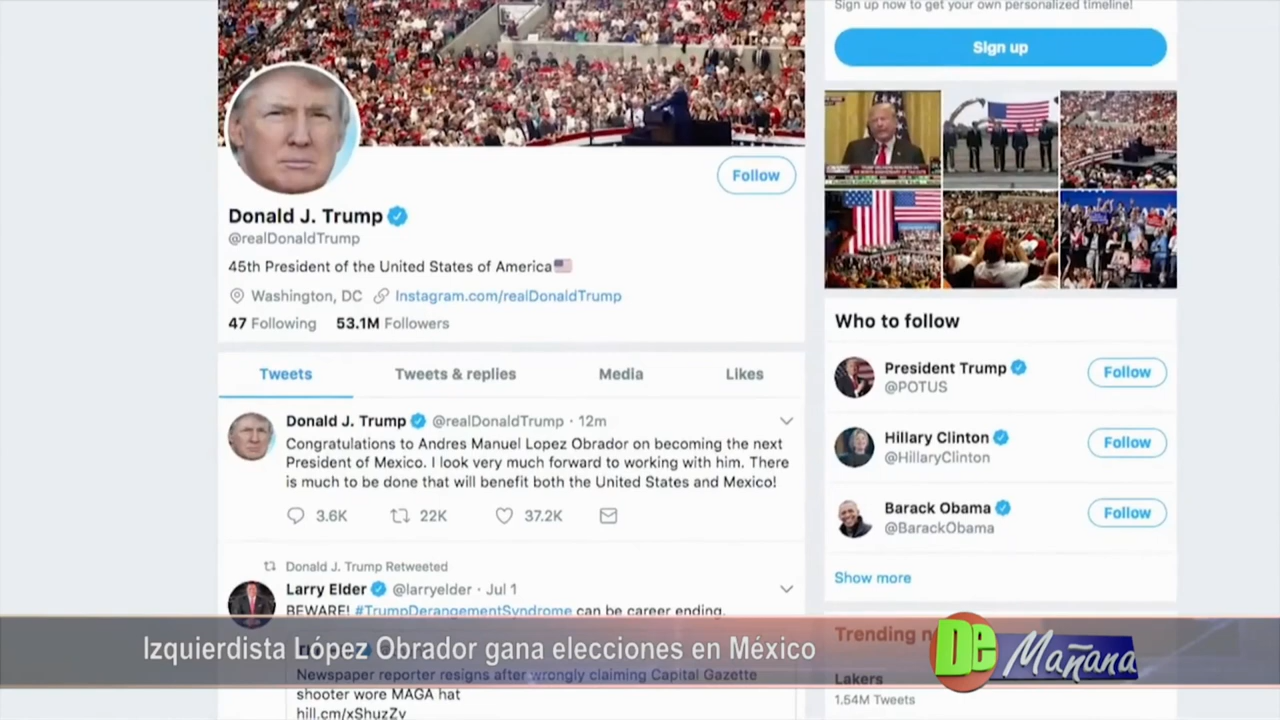 Sign up now to get your own personalized timeline!
Sign up
Follow
Donald J. Trump
@realDonaldTrump
45th President of the United States of America
Washington, DC Instagram.com/realDonaldTrump
47 Following 53.1M Followers
Tweets Tweets & replies Media Likes
Donald J. Trump @realDonaldTrump · 12m
Congratulations to Andres Manuel Lopez Obrador on becoming the next
President of Mexico. I look very much forward to working with him. There
is much to be done that will benefit both the United States and Mexico!
3.6K 22K 37.2K
Donald J. Trump Retweeted
Larry Elder @larryelder · Jul 1
BEWARE! #TrumpDerangementSyndrome can be career ending.
Newspaper reporter resigns after wrongly claiming Capital Gazette
shooter wore MAGA hat
hill.cm/xShuzZv
Who to follow
President Trump
@POTUS
Follow
Hillary Clinton
@HillaryClinton
Follow
Barack Obama
@BarackObama
Follow
Show more
Trending n
Lakers
1.54M Tweets
Izquierdista López Obrador gana elecciones en México
De Mañana